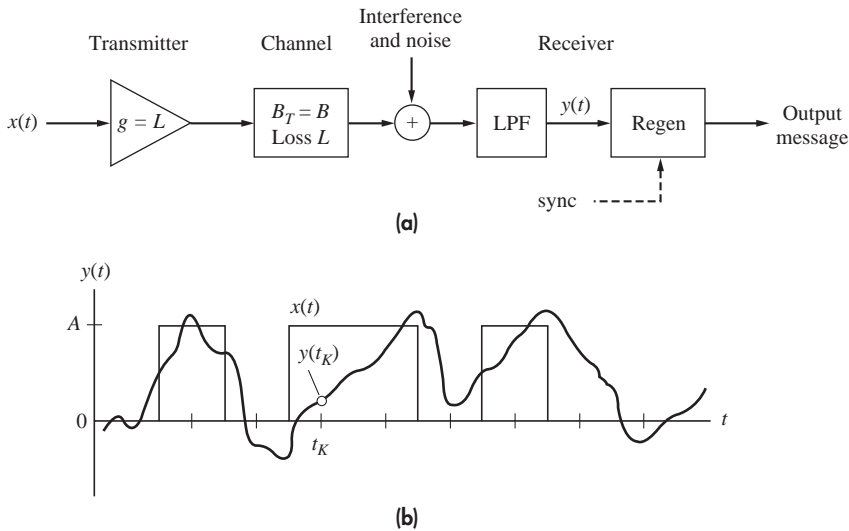 Interference
and noise
Transmitter
Channel
Receiver
x(t)
g = L
B_T = B
Loss L
+
LPF
y(t)
Regen
Output
message
sync
(a)
y(t)
A
x(t)
y(t_K)
0
t_K
t
(b)